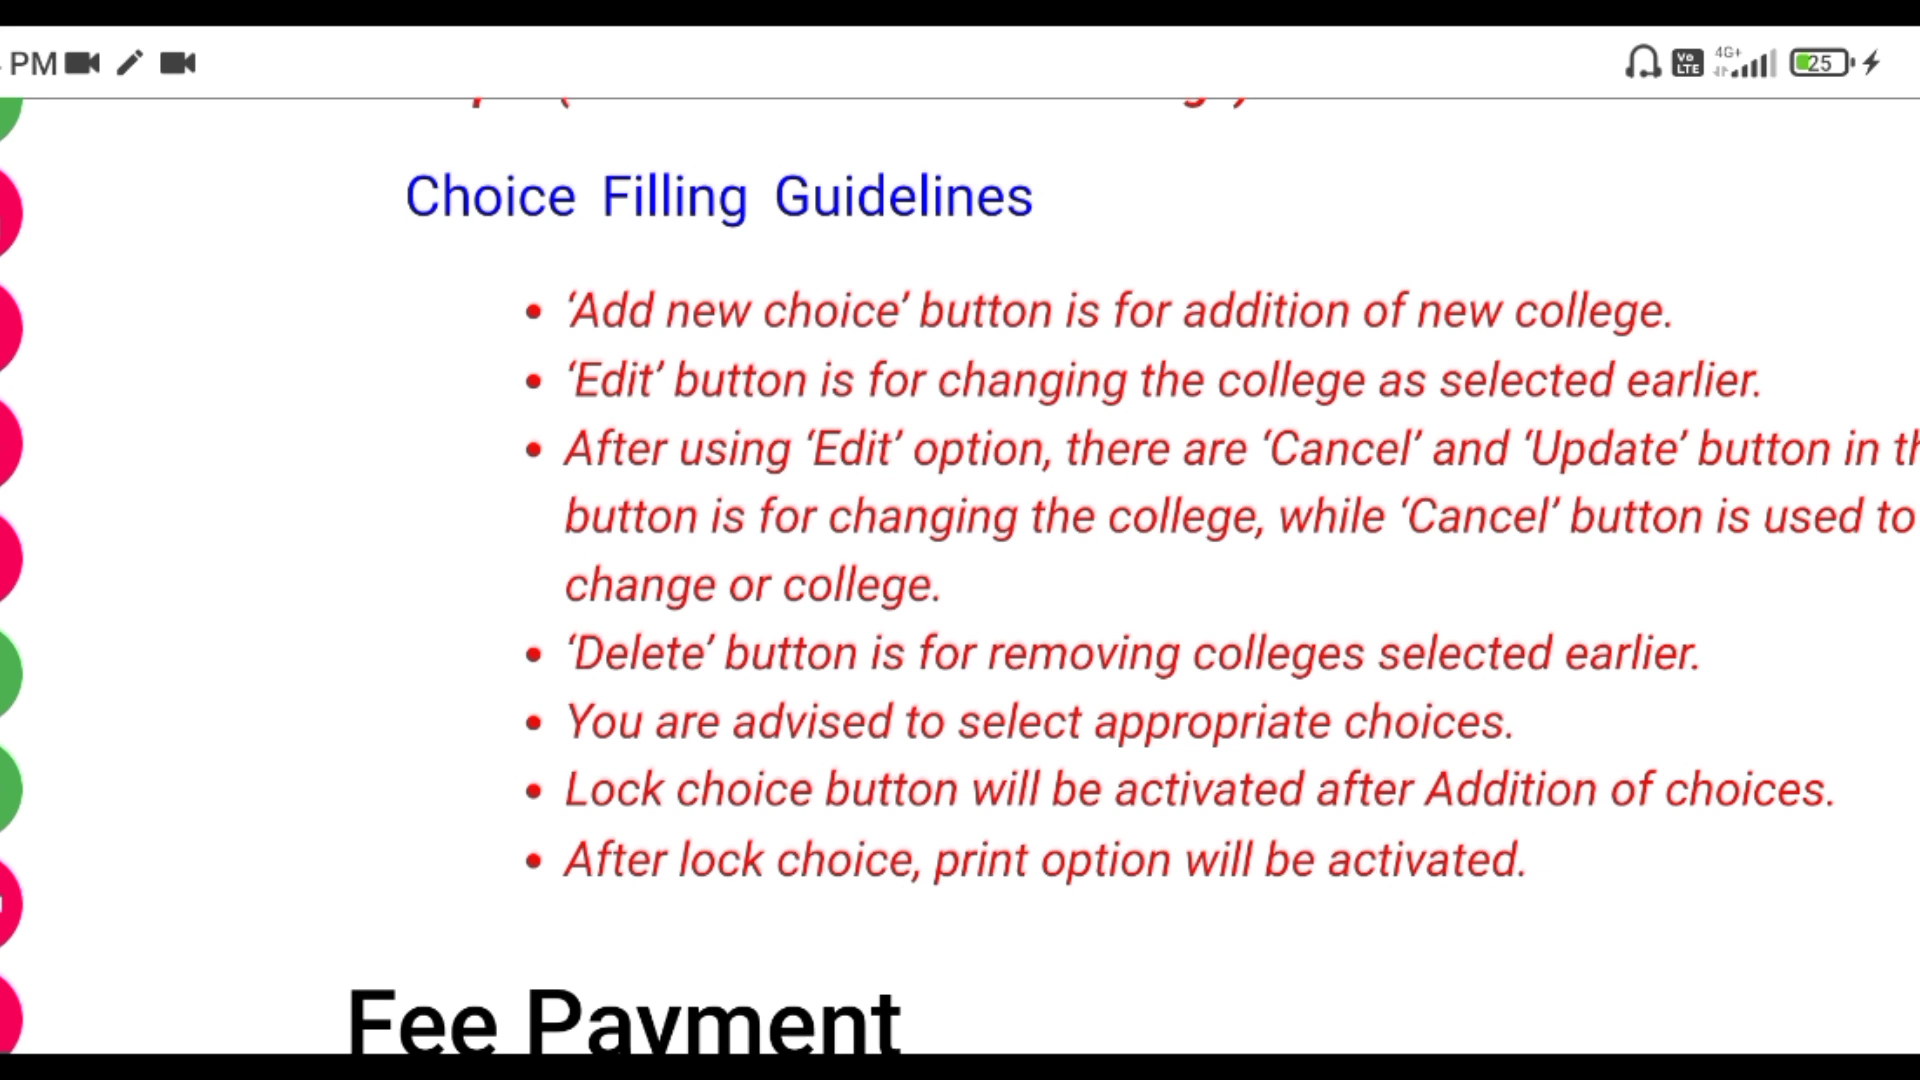 PM
Vo LTE 4G+ 25
Choice Filling Guidelines
• ‘Add new choice’ button is for addition of new college.
• ‘Edit’ button is for changing the college as selected earlier.
• After using ‘Edit’ option, there are ‘Cancel’ and ‘Update’ button in
button is for changing the college, while ‘Cancel’ button is used to
change or college.
• ‘Delete’ button is for removing colleges selected earlier.
• You are advised to select appropriate choices.
• Lock choice button will be activated after Addition of choices.
• After lock choice, print option will be activated.
Fee Payment